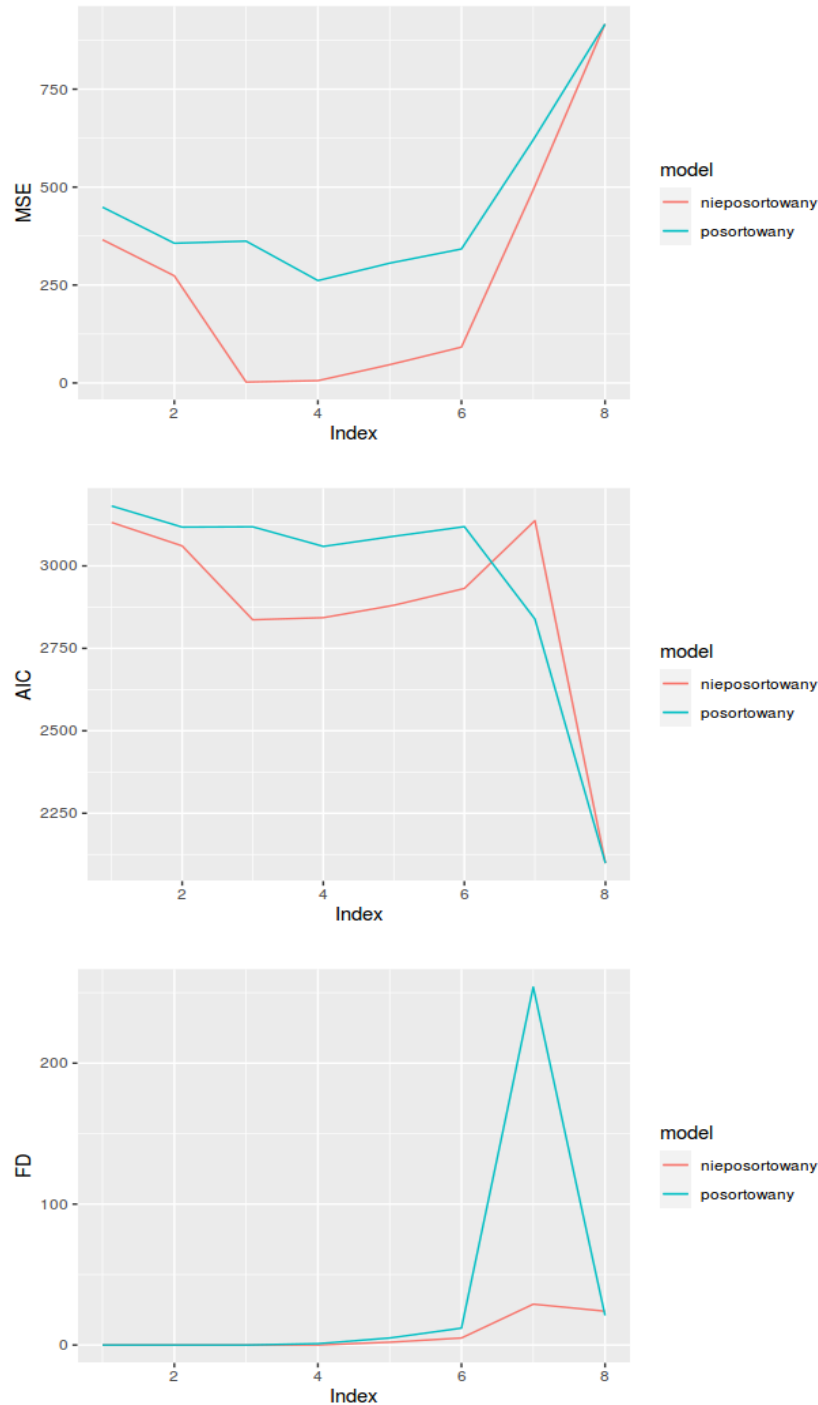 750
500
250
0
MSE
2 4 6 8
Index
model
nieposortowany
posortowany
3000
2750
2500
2250
AIC
2 4 6 8
Index
model
nieposortowany
posortowany
200
100
0
FD
2 4 6 8
Index
model
nieposortowany
posortowany